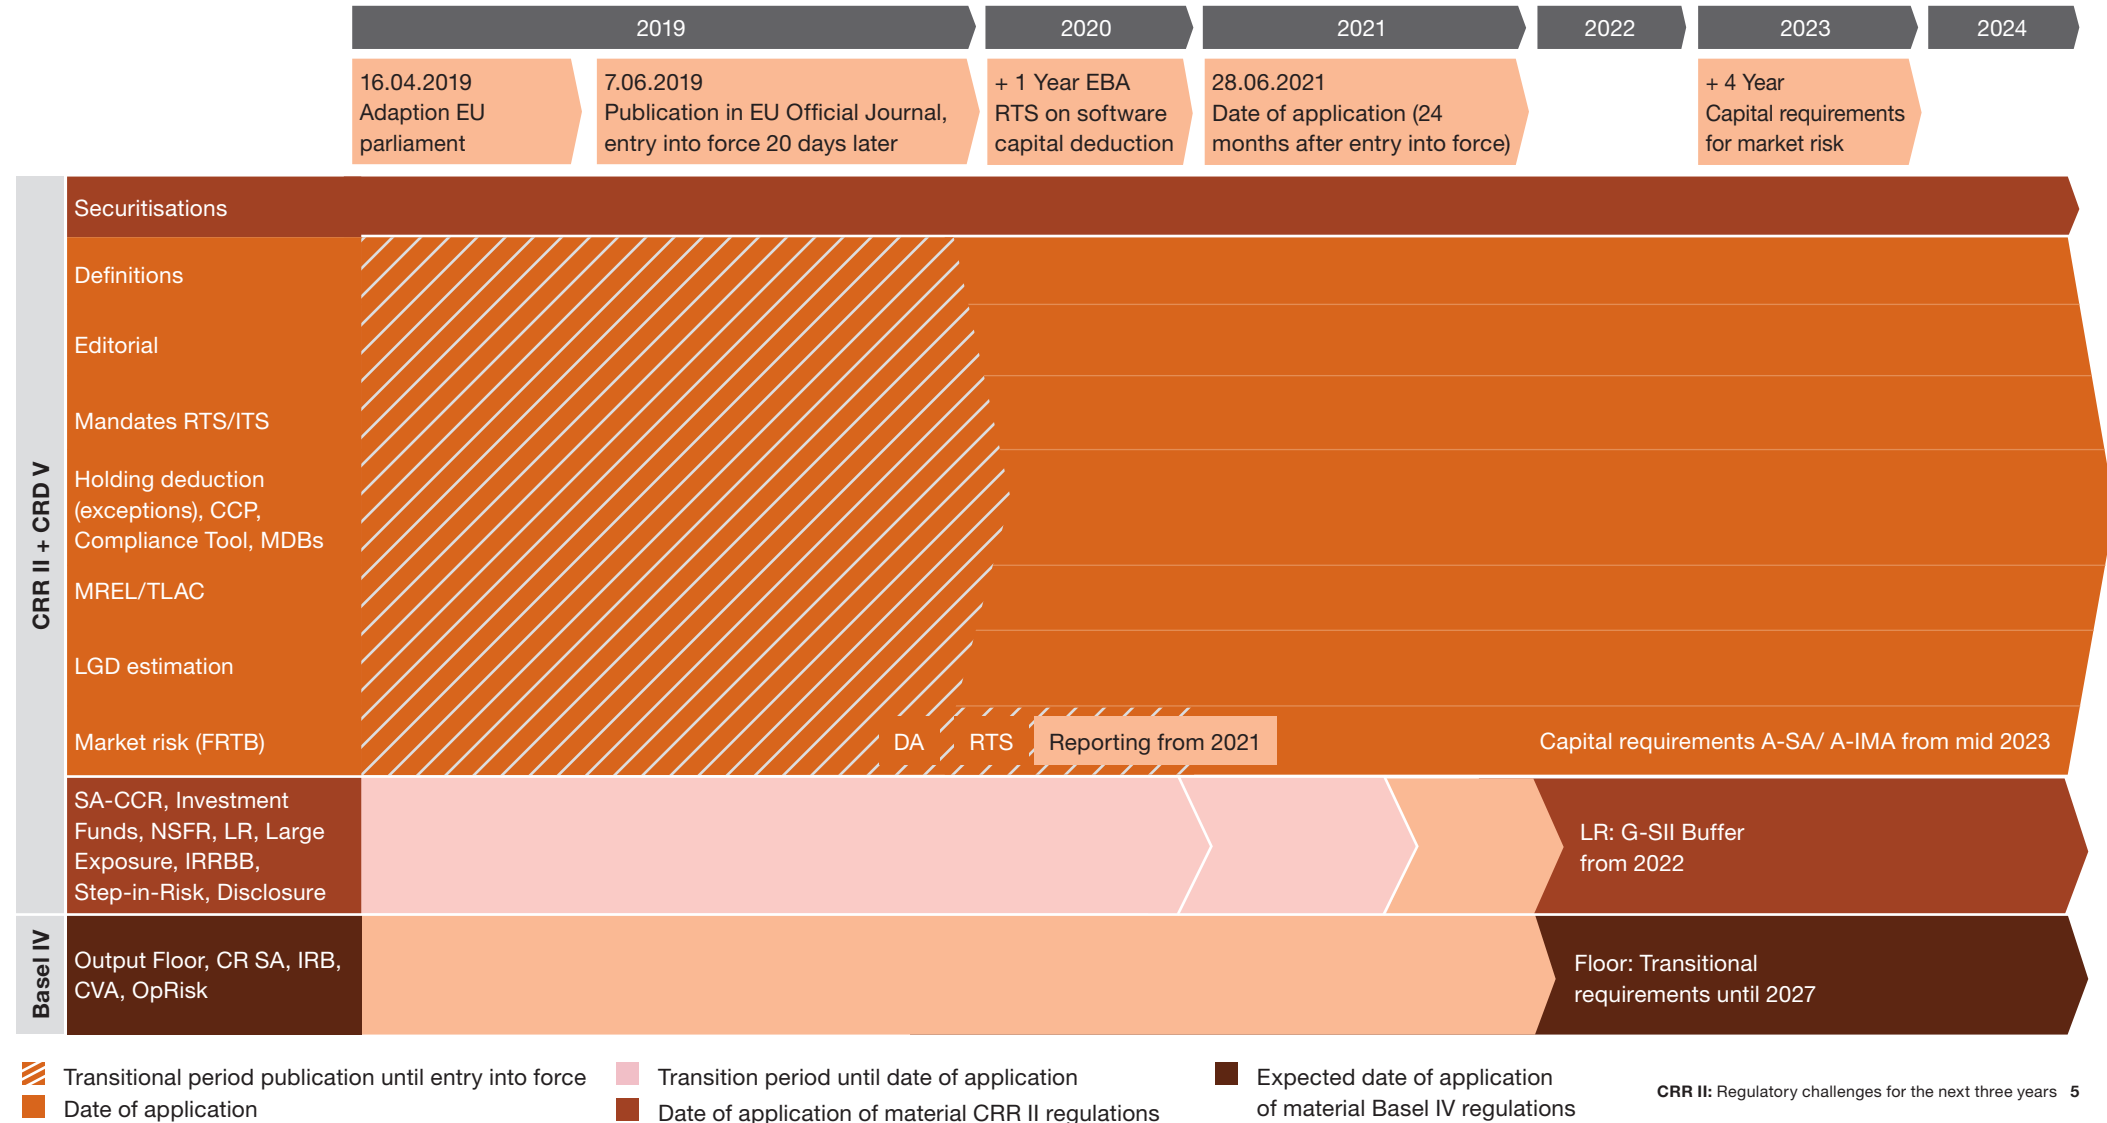 2019
2020
2021
2022
2023
2024
16.04.2019
Adaption EU
parliament
7.06.2019
Publication in EU Official Journal,
entry into force 20 days later
+ 1 Year EBA
RTS on software
capital deduction
28.06.2021
Date of application (24
months after entry into force)
+ 4 Year
Capital requirements
for market risk
CRR II + CRD V
Securitisations
Definitions
Editorial
Mandates RTS/ITS
Holding deduction
(exceptions), CCP,
Compliance Tool, MDBs
MREL/TLAC
LGD estimation
Market risk (FRTB)
DA
RTS
Reporting from 2021
Capital requirements A-SA/ A-IMA from mid 2023
SA-CCR, Investment
Funds, NSFR, LR, Large
Exposure, IRRBB,
Step-in-Risk, Disclosure
LR: G-SII Buffer
from 2022
Basel IV
Output Floor, CR SA, IRB,
CVA, OpRisk
Floor: Transitional
requirements until 2027
Transitional period publication until entry into force
Date of application
Transition period until date of application
Date of application of material CRR II regulations
Expected date of application
of material Basel IV regulations
CRR II: Regulatory challenges for the next three years 5